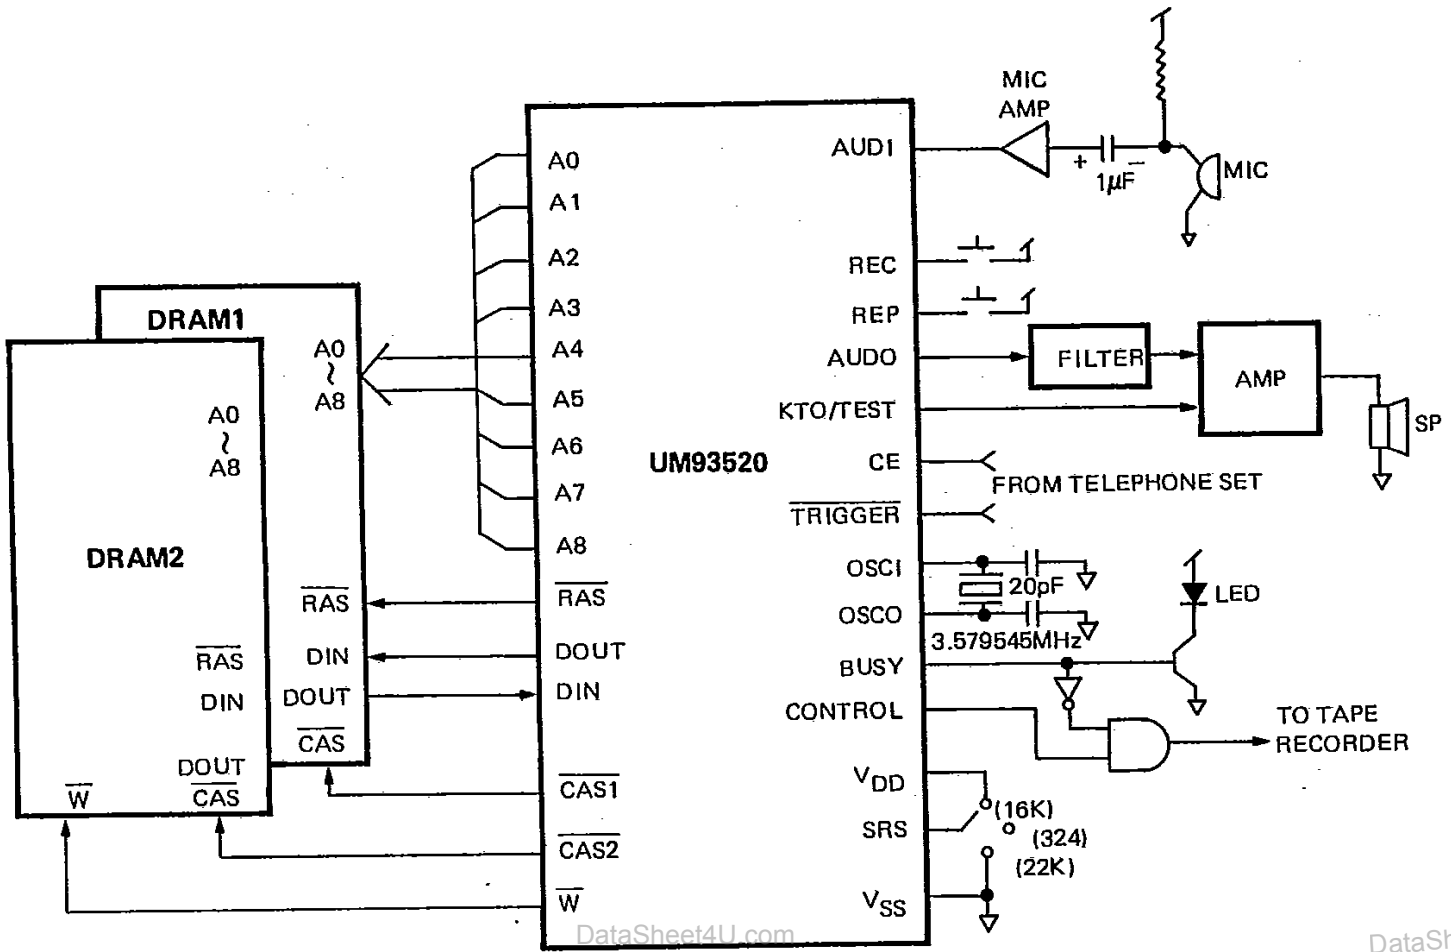 MIC
AMP
AUDI
+
−
1µF
MIC
A0
A1
A2
A3
A4
A5
A6
A7
A8
RAS
DOUT
DIN
CAS1
CAS2
W
UM93520
REC
REP
AUDO
KTO/TEST
CE
TRIGGER
OSCI
OSCO
BUSY
CONTROL
VDD
SRS
VSS
FILTER
AMP
SP
FROM TELEPHONE SET
20pF
3.579545MHz
LED
TO TAPE
RECORDER
(16K)
(324)
(22K)
DRAM1
A0
~
A8
RAS
DIN
DOUT
CAS
DRAM2
A0
~
A8
RAS
DIN
DOUT
CAS
W
DataSheet4U.com
DataSh